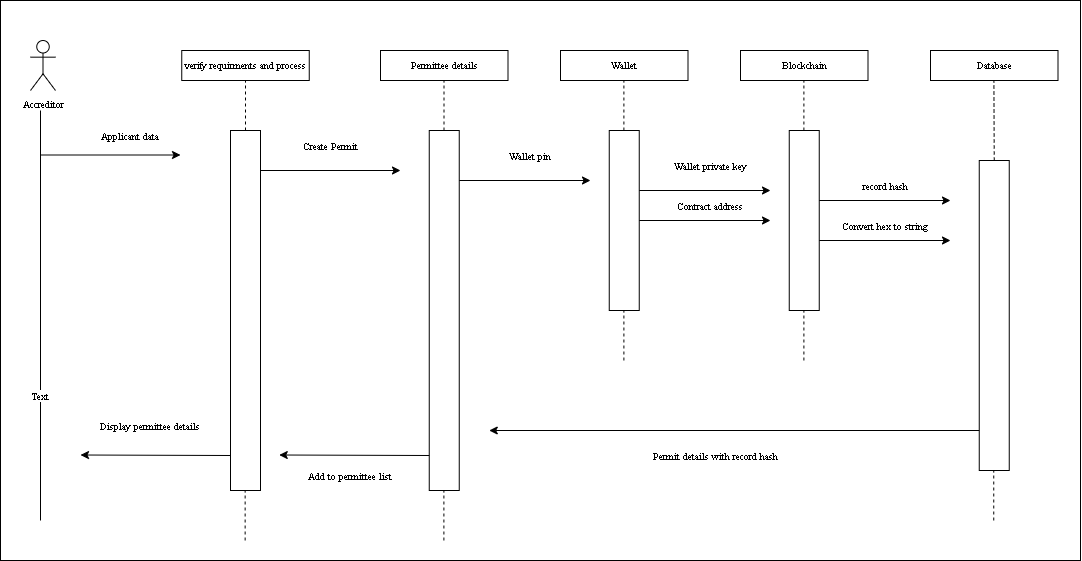 Accreditor
verify requirments and process
Permittee details
Wallet
Blockchain
Database
Applicant data
Create Permit
Wallet pin
Wallet private key
Contract address
record hash
Convert hex to string
Text
Display permittee details
Add to permittee list
Permit details with record hash